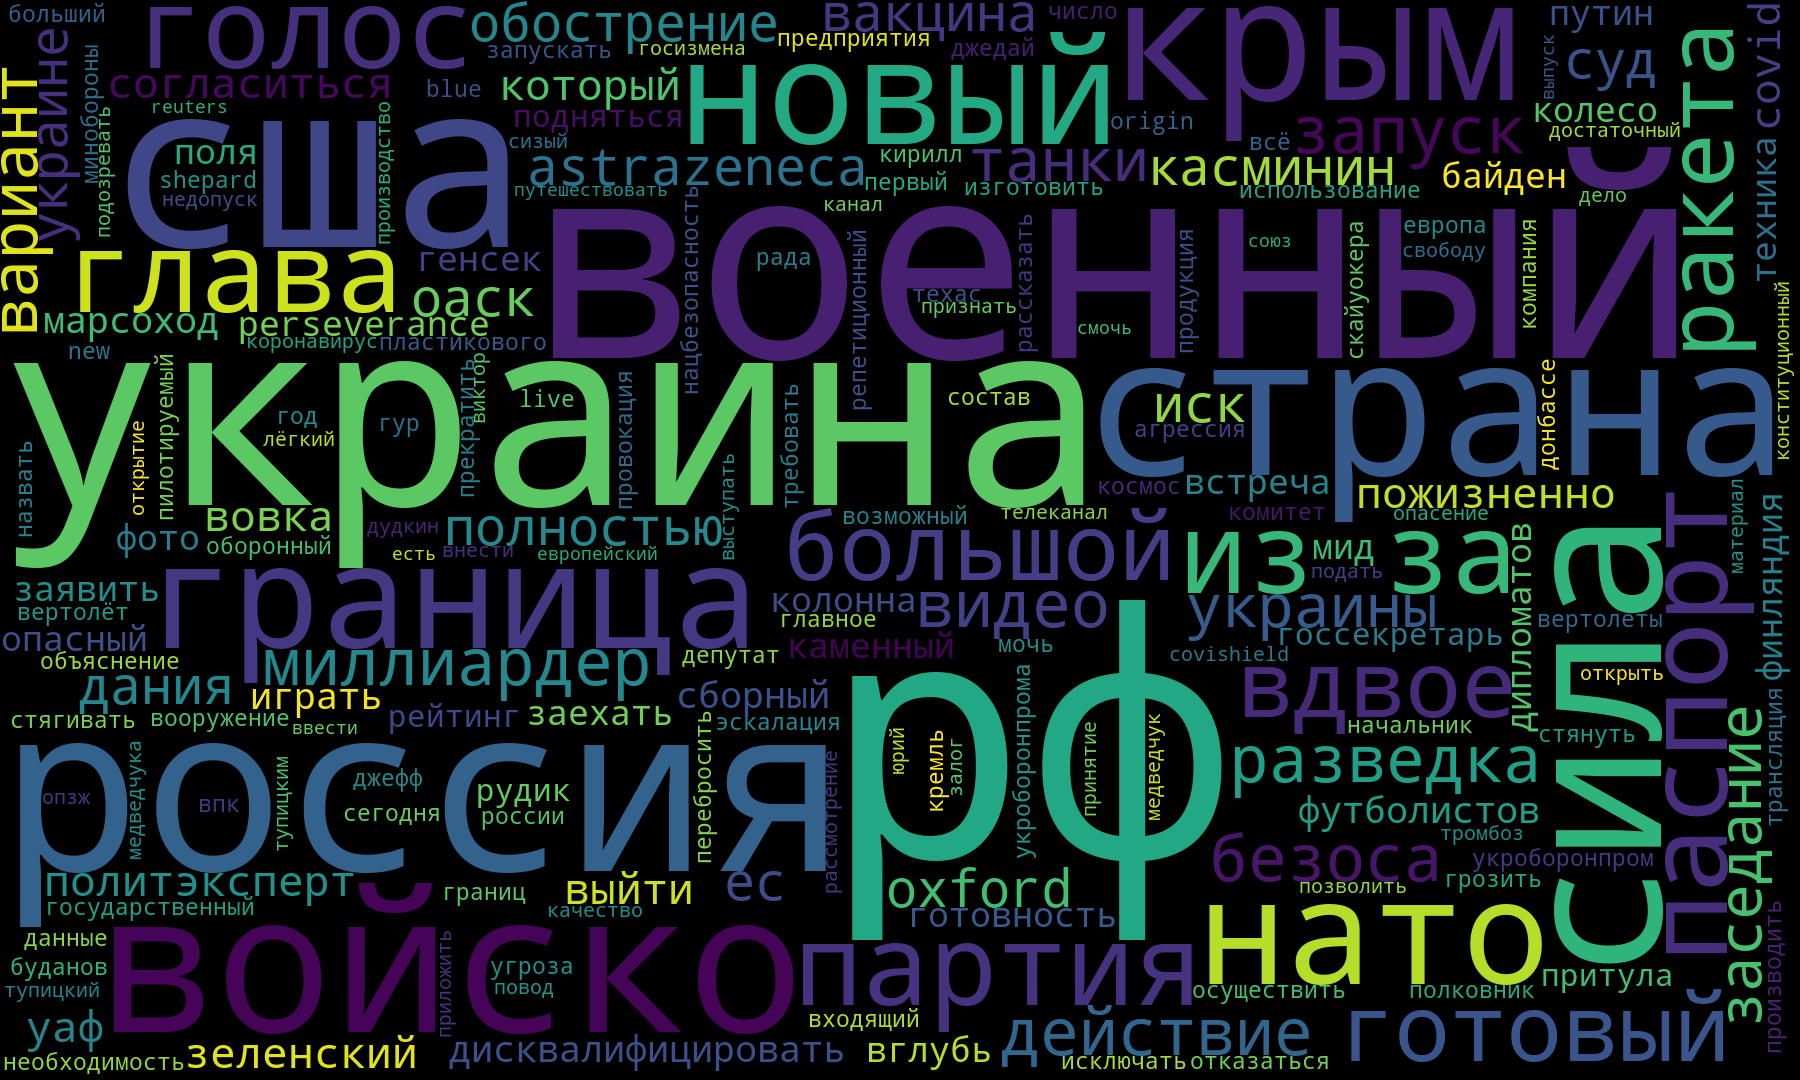 больший
голос
обострение
вакцина
число
путин
запускать
госизмена
предприятия
джедай
крым
суд
covid
украине
согласиться
blue
который
новый
выпуск
колесо
ракета
вариант
минобороны
reuters
подняться
origin
достаточный
запуск
подозревать
сша
производство
сизый
всё
поля
astrazeneca
кирилл
танки
касминин
байден
техника
shepard
недопуск
путешествовать
первый
изготовить
использование
канал
дело
военный
глава
генсек
нацбезопасность
рада
репетиционный
рассказать
продукция
союз
скайуокера
европа
свободу
компания
оаск
техас
признать
смочь
марсоход
perseverance
коронавирус
пластикового
конституционный
new
украина
страна
пилотируемый
прекратить
виктор
live
провокация
требовать
состав
иск
агрессия
донбассе
год
лёгкий
гур
открытие
назвать
космос
встреча
пожизненно
вовка
дудкин
полностью
выступать
возможный
телеканал
комитет
опасение
материал
фото
оборонный
есть
внести
европейский
большой
из
за
мид
подать
дипломатов
сила
паспорт
финляндия
заявить
вертолёт
граница
колонна
видео
украины
вертолеты
главное
госсекретарь
опасный
объяснение
миллиардер
депутат
каменный
мочь
covishield
открыть
дания
играть
сборный
вдвое
стягивать
вооружение
ввести
рейтинг
заехать
эскалация
начальник
стянуть
трансляция
заседание
россия
рф
перебросить
укроборонпрома
разведка
медведчука
тупицким
джефф
рудик
юрий
кремль
залог
принятие
медведчук
опзж
впк
сегодня
россии
рассмотрение
футболистов
тромбоз
безоса
укроборонпром
политэксперт
границ
выйти
ес
oxford
позволить
грозить
государственный
качество
готовность
войско
нато
данные
буданов
тупицкий
приложить
угроза
повод
партия
осуществить
полковник
притула
производить
уаф
входящий
действие
готовый
необходимость
зеленский
дисквалифицировать
вглубь
исключать
отказаться